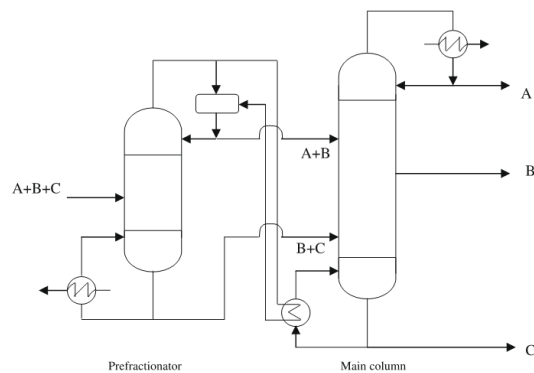 A
A+B
B
A+B+C
B+C
C
Prefractionator
Main column